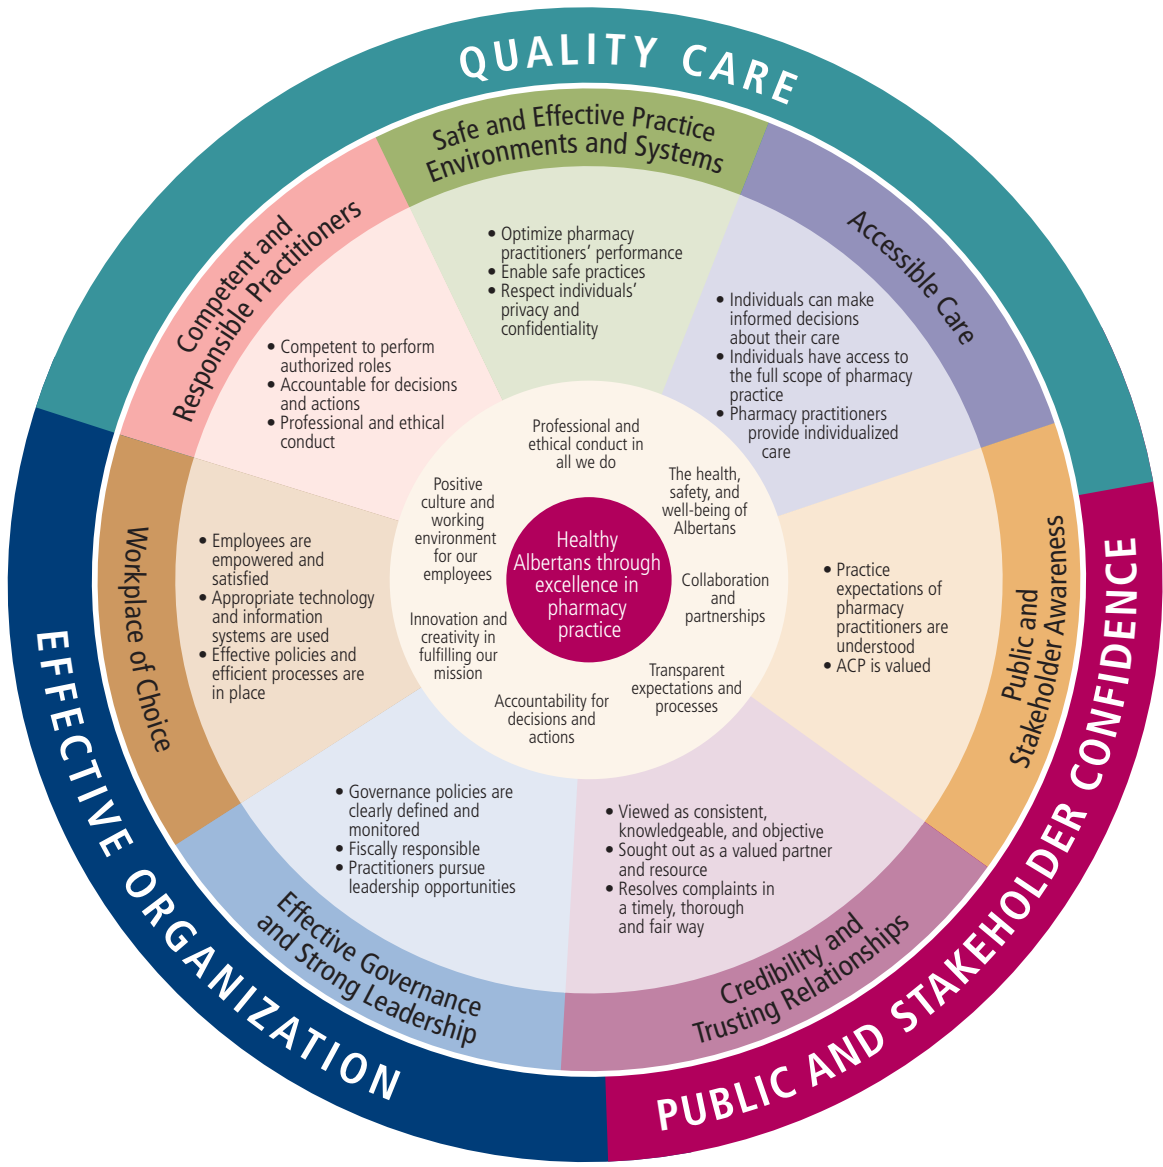 QUALITY CARE
Safe and Effective Practice
Environments and Systems
• Optimize pharmacy
practitioners’ performance
• Enable safe practices
• Respect individuals’
privacy and
confidentiality
Accessible Care
• Individuals can make
informed decisions
about their care
• Individuals have access to
the full scope of pharmacy
practice
• Pharmacy practitioners
provide individualized
care
Competent and
Responsible Practitioners
• Competent to perform
authorized roles
• Accountable for decisions
and actions
• Professional and ethical
conduct
PUBLIC AND STAKEHOLDER CONFIDENCE
Public and
Stakeholder Awareness
• Practice
expectations of
pharmacy
practitioners are
understood
• ACP is valued
Credibility and
Trusting Relationships
• Viewed as consistent,
knowledgeable, and objective
• Sought out as a valued partner
and resource
• Resolves complaints in
a timely, thorough
and fair way
EFFECTIVE ORGANIZATION
Effective Governance
and Strong Leadership
• Governance policies are
clearly defined and
monitored
• Fiscally responsible
• Practitioners pursue
leadership opportunities
Workplace of Choice
• Employees are
empowered and
satisfied
• Appropriate technology
and information
systems are used
• Effective policies and
efficient processes are
in place
Professional and
ethical conduct in
all we do
The health,
safety, and
well-being of
Albertans
Collaboration
and
partnerships
Transparent
expectations and
processes
Accountability for
decisions and
actions
Innovation and
creativity in
fulfilling our
mission
Positive
culture and
working
environment
for our
employees
Healthy
Albertans through
excellence in
pharmacy
practice